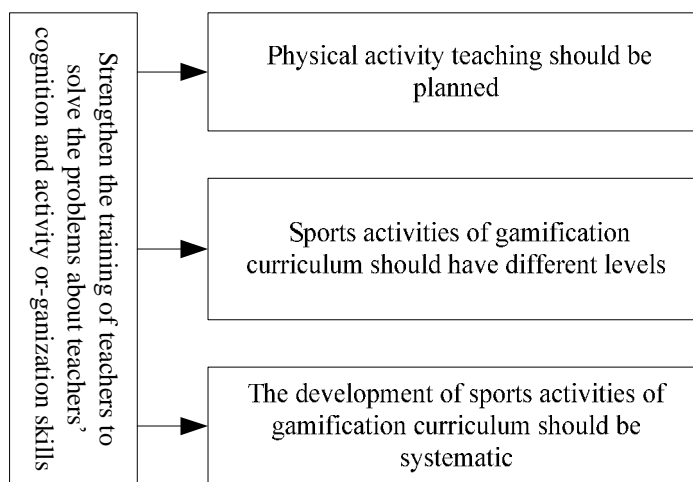 Strengthen the training of teachers to
solve the problems about teachers’
cognition and activity or-ganization skills
Physical activity teaching should be
planned
Sports activities of gamification
curriculum should have different levels
The development of sports activities of
gamification curriculum should be
systematic